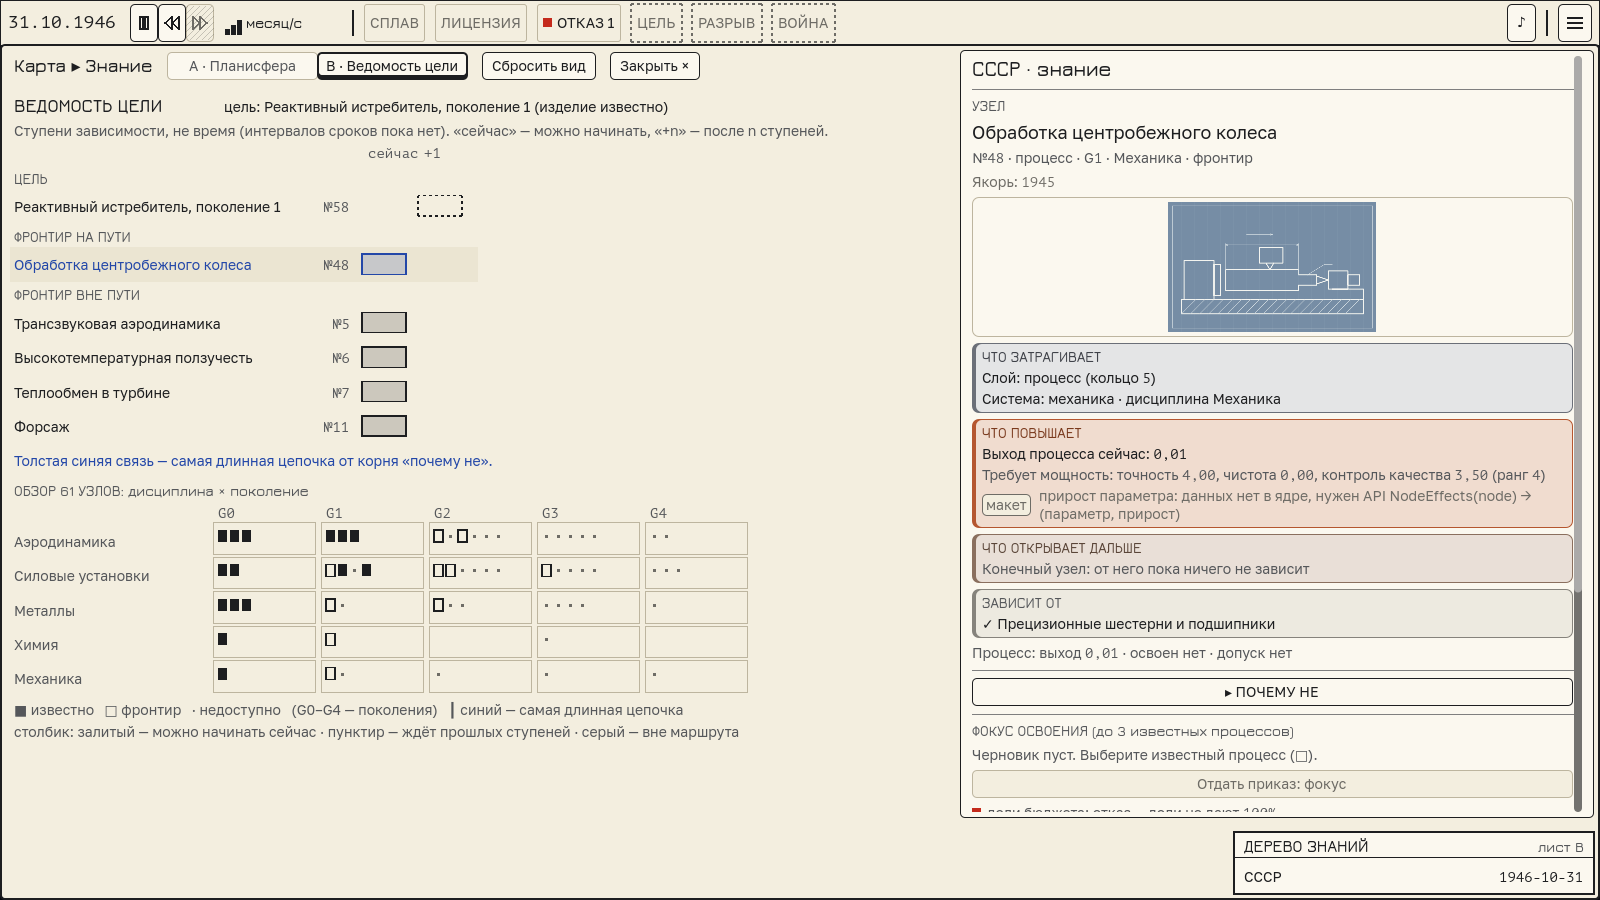 31.10.1946
месяц/с
СПЛАВ
ЛИЦЕНЗИЯ
ОТКАЗ 1
ЦЕЛЬ
РАЗРЫВ
ВОЙНА
Карта ▸ Знание
А · Планисфера
В · Ведомость цели
Сбросить вид
Закрыть ×
ВЕДОМОСТЬ ЦЕЛИ
цель: Реактивный истребитель, поколение 1 (изделие известно)
Ступени зависимости, не время (интервалов сроков пока нет). «сейчас» — можно начинать, «+n» — после n ступеней.
сейчас +1
ЦЕЛЬ
Реактивный истребитель, поколение 1 №58
ФРОНТИР НА ПУТИ
Обработка центробежного колеса №48
ФРОНТИР ВНЕ ПУТИ
Трансзвуковая аэродинамика №5
Высокотемпературная ползучесть №6
Теплообмен в турбине №7
Форсаж №11
Толстая синяя связь — самая длинная цепочка от корня «почему не».
ОБЗОР 61 УЗЛОВ: дисциплина × поколение
G0 G1 G2 G3 G4
Аэродинамика
Силовые установки
Металлы
Химия
Механика
■ известно □ фронтир · недоступно (G0–G4 — поколения) | синий — самая длинная цепочка
столбик: залитый — можно начинать сейчас · пунктир — ждёт прошлых ступеней · серый — вне маршрута
СССР · знание
УЗЕЛ
Обработка центробежного колеса
№48 · процесс · G1 · Механика · фронтир
Якорь: 1945
ЧТО ЗАТРАГИВАЕТ
Слой: процесс (кольцо 5)
Система: механика · дисциплина Механика
ЧТО ПОВЫШАЕТ
Выход процесса сейчас: 0,01
Требует мощность: точность 4,00, чистота 0,00, контроль качества 3,50 (ранг 4)
макет
прирост параметра: данных нет в ядре, нужен API NodeEffects(node) →
(параметр, прирост)
ЧТО ОТКРЫВАЕТ ДАЛЬШЕ
Конечный узел: от него пока ничего не зависит
ЗАВИСИТ ОТ
✓ Прецизионные шестерни и подшипники
Процесс: выход 0,01 · освоен нет · допуск нет
▸ ПОЧЕМУ НЕ
ФОКУС ОСВОЕНИЯ (до 3 известных процессов)
Черновик пуст. Выберите известный процесс (□).
Отдать приказ: фокус
ДЕРЕВО ЗНАНИЙ
лист В
СССР
1946-10-31